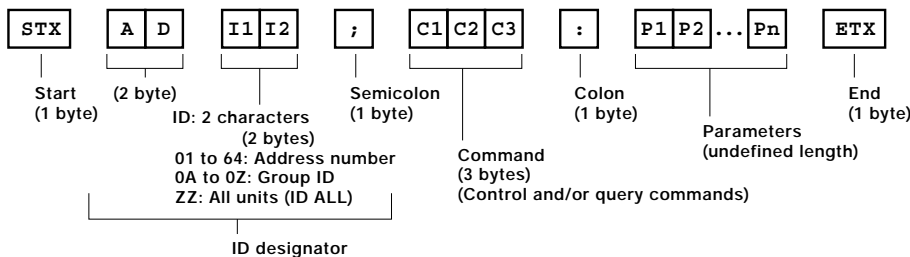 STX A D I1 I2 ; C1 C2 C3 : P1 P2 ... Pn ETX
Start
(1 byte)
(2 byte)
ID: 2 characters
(2 bytes)
01 to 64: Address number
0A to 0Z: Group ID
ZZ: All units (ID ALL)
ID designator
Semicolon
(1 byte)
Command
(3 bytes)
(Control and/or query commands)
Colon
(1 byte)
Parameters
(undefined length)
End
(1 byte)